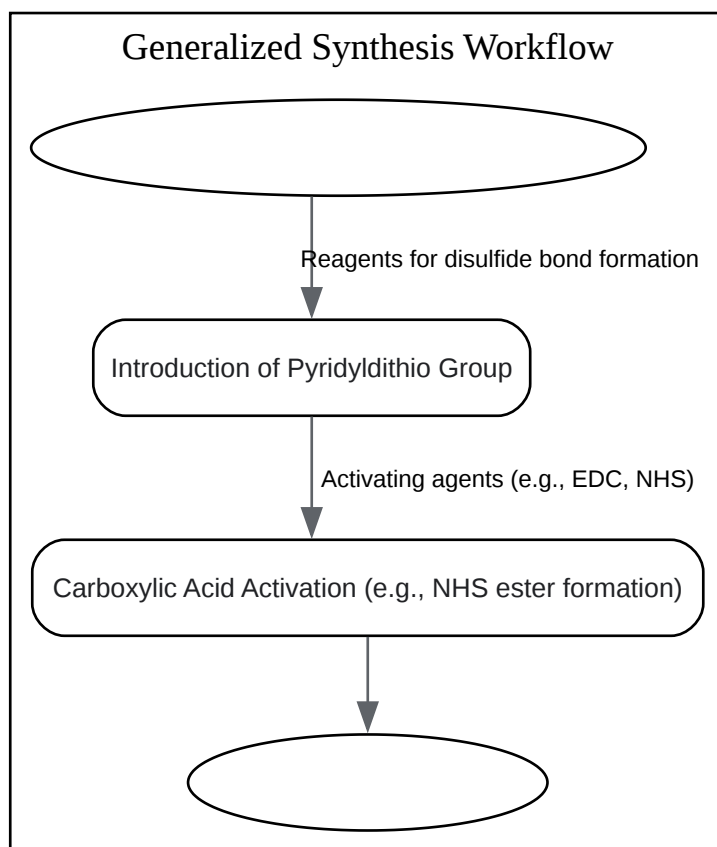 Generalized Synthesis Workflow
Reagents for disulfide bond formation
Introduction of Pyridyldithio Group
Activating agents (e.g., EDC, NHS)
Carboxylic Acid Activation (e.g., NHS ester formation)